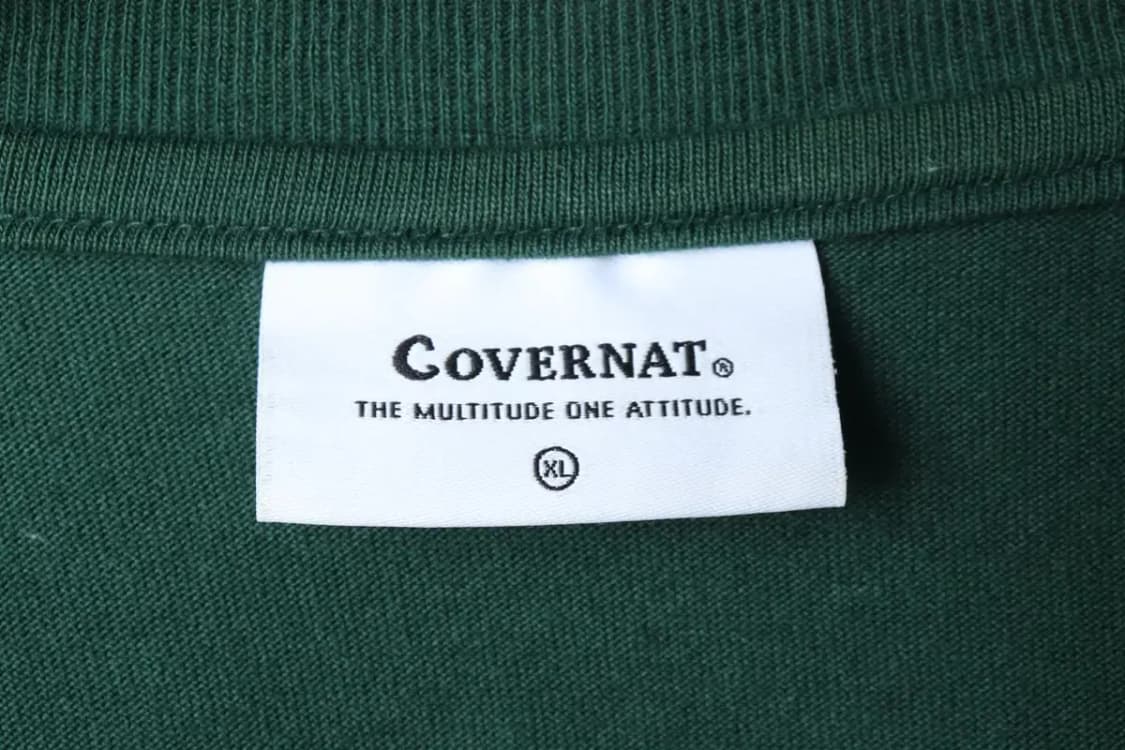 COVERNAT®
THE MULTITUDE ONE ATTITUDE.
XL